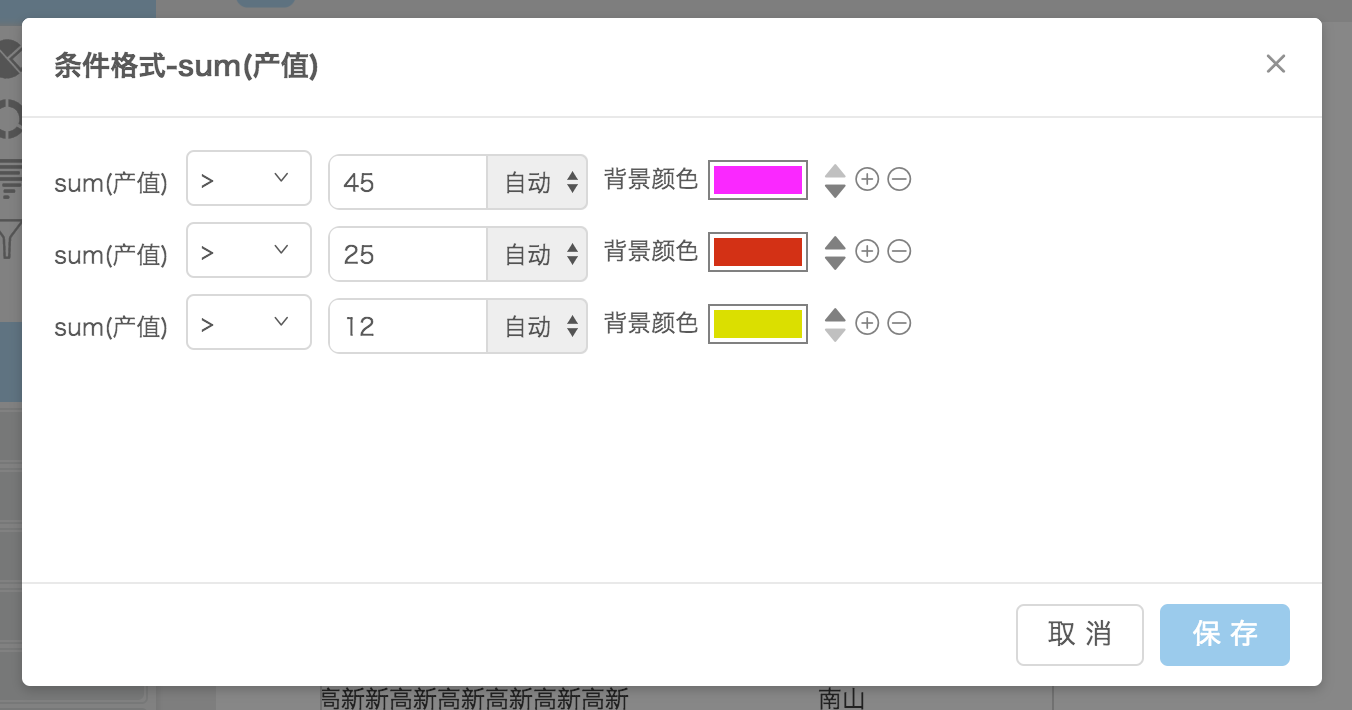 条件格式-sum(产值)
sum(产值) > 45 自动 背景颜色
sum(产值) > 25 自动 背景颜色
sum(产值) > 12 自动 背景颜色
取 消 保 存
高新新高新高新高新高新高新 南山